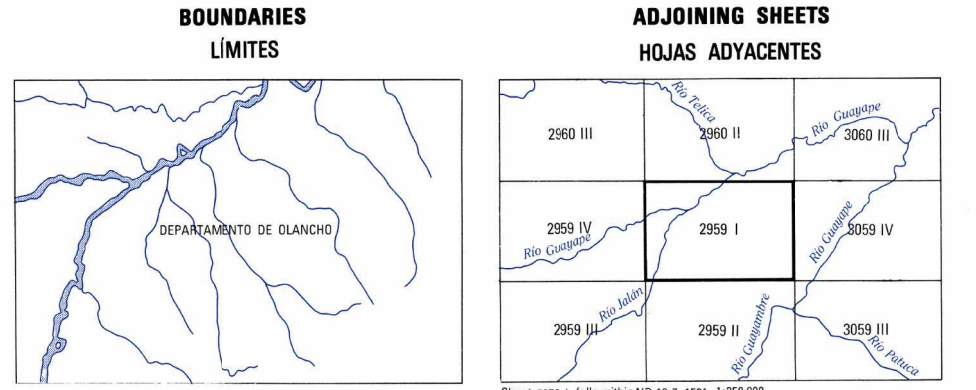 BOUNDARIES
LÍMITES
DEPARTAMENTO DE OLANCHO
ADJOINING SHEETS
HOJAS ADYACENTES
Río Telica
2960 III
2960 II
Río Guayape
3060 III
2959 IV
Río Guayape
2959 I
Río Guayape
3059 IV
2959 III
Río Jalán
2959 II
Río Guayambre
3059 III
Río Patuca